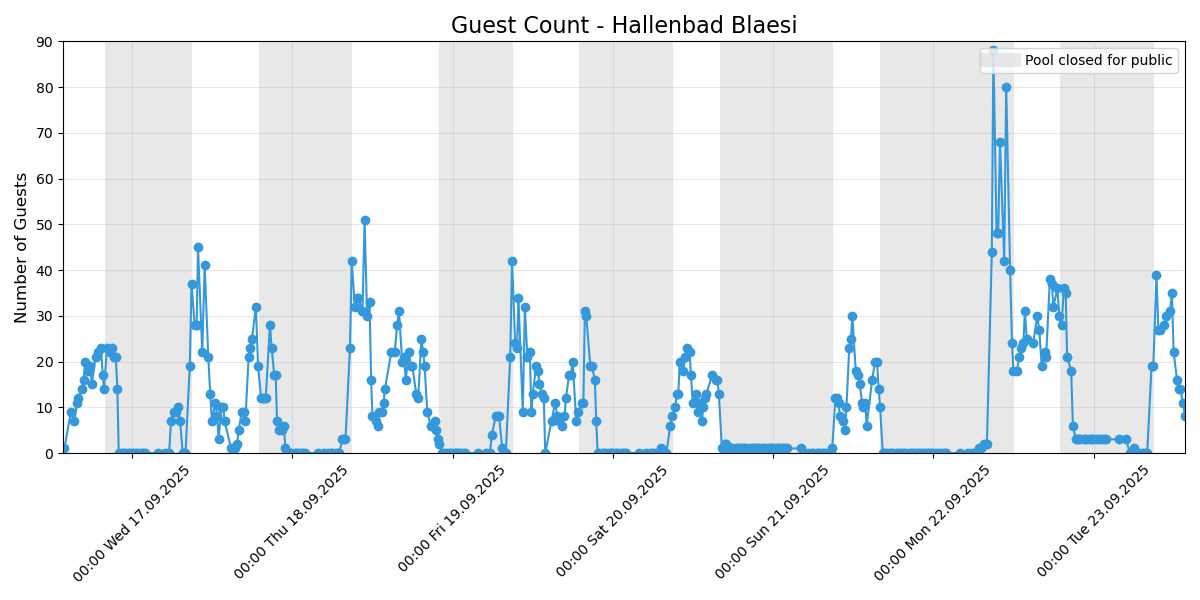 Guest Count - Hallenbad Blaesi
Pool closed for public
Number of Guests
90
80
70
60
50
40
30
20
10
0
00:00 Wed 17.09.2025
00:00 Thu 18.09.2025
00:00 Fri 19.09.2025
00:00 Sat 20.09.2025
00:00 Sun 21.09.2025
00:00 Mon 22.09.2025
00:00 Tue 23.09.2025